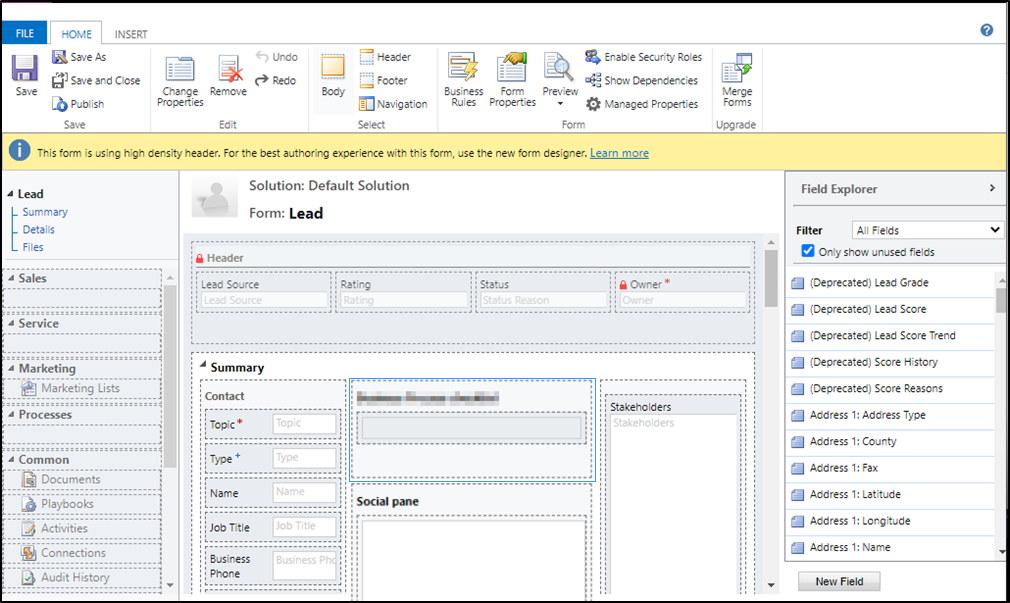 FILE
HOME
INSERT
Save
Save As
Save and Close
Publish
Save
Change
Properties
Remove
Undo
Redo
Edit
Body
Header
Footer
Navigation
Select
Business
Rules
Form
Properties
Preview
Enable Security Roles
Show Dependencies
Managed Properties
Form
Merge
Forms
Upgrade
This form is using high density header. For the best authoring experience with this form, use the new form designer. Learn more
Lead
Summary
Details
Files
Sales
Service
Marketing
Marketing Lists
Processes
Common
Documents
Playbooks
Activities
Connections
Audit History
Solution: Default Solution
Form: Lead
Header
Lead Source
Lead Source
Rating
Rating
Status
Status Reason
Owner *
Owner
Summary
Contact
Topic *
Topic
Type +
Type
Name
Name
Job Title
Job Title
Business
Phone
Business Pho
Social pane
Stakeholders
Stakeholders
Field Explorer
Filter
All Fields
Only show unused fields
(Deprecated) Lead Grade
(Deprecated) Lead Score
(Deprecated) Lead Score Trend
(Deprecated) Score History
(Deprecated) Score Reasons
Address 1: Address Type
Address 1: County
Address 1: Fax
Address 1: Latitude
Address 1: Longitude
Address 1: Name
New Field